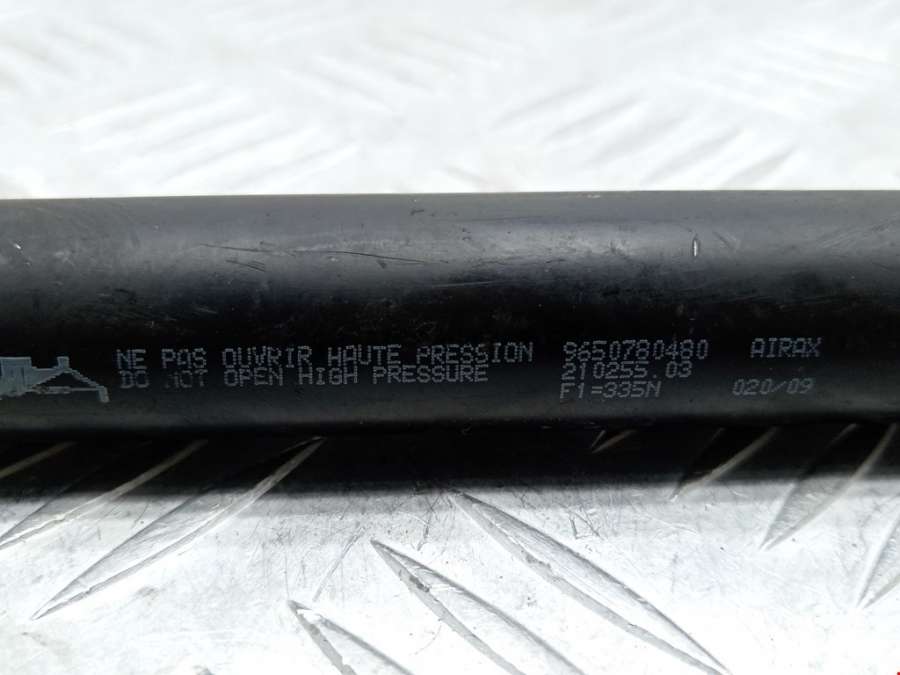 NE PAS OUVRIR HAUTE PRESSION 9650780480 AIRAX
DO NOT OPEN HIGH PRESSURE 210255.03
F1=335N 020/09